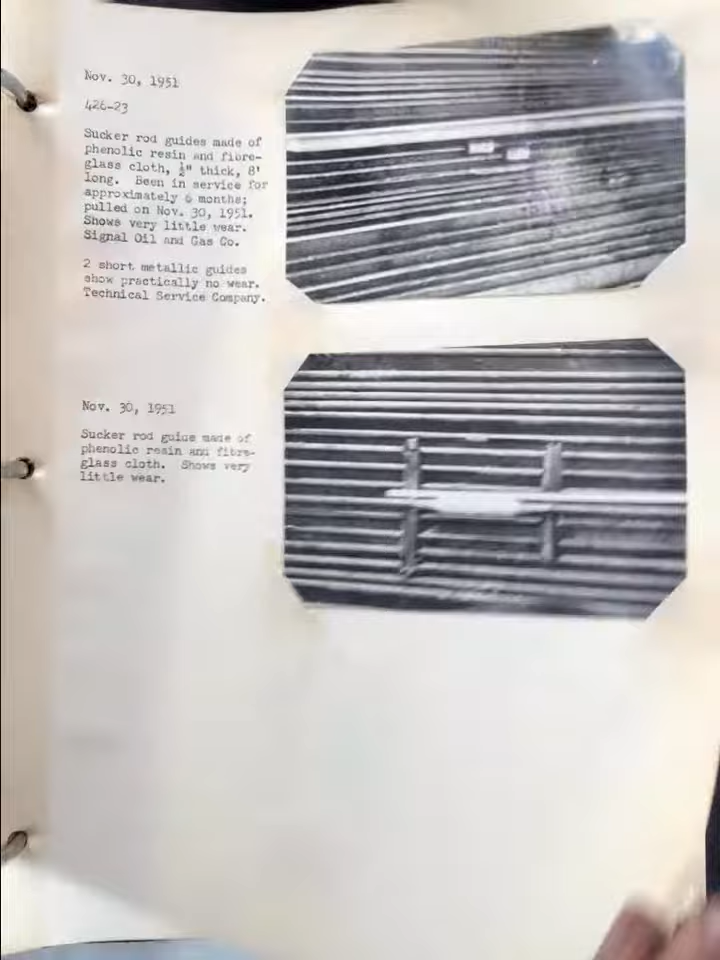 Nov. 30, 1951
426-23
Sucker rod guides made of
phenolic resin and fibre-
glass cloth, ½" thick, 8'
long. Been in service for
approximately 6 months;
pulled on Nov. 30, 1951.
Shows very little wear.
Signal Oil and Gas Co.
2 short metallic guides
show practically no wear.
Technical Service Company.
Nov. 30, 1951
Sucker rod guide made of
phenolic resin and fibre-
glass cloth. Shows very
little wear.